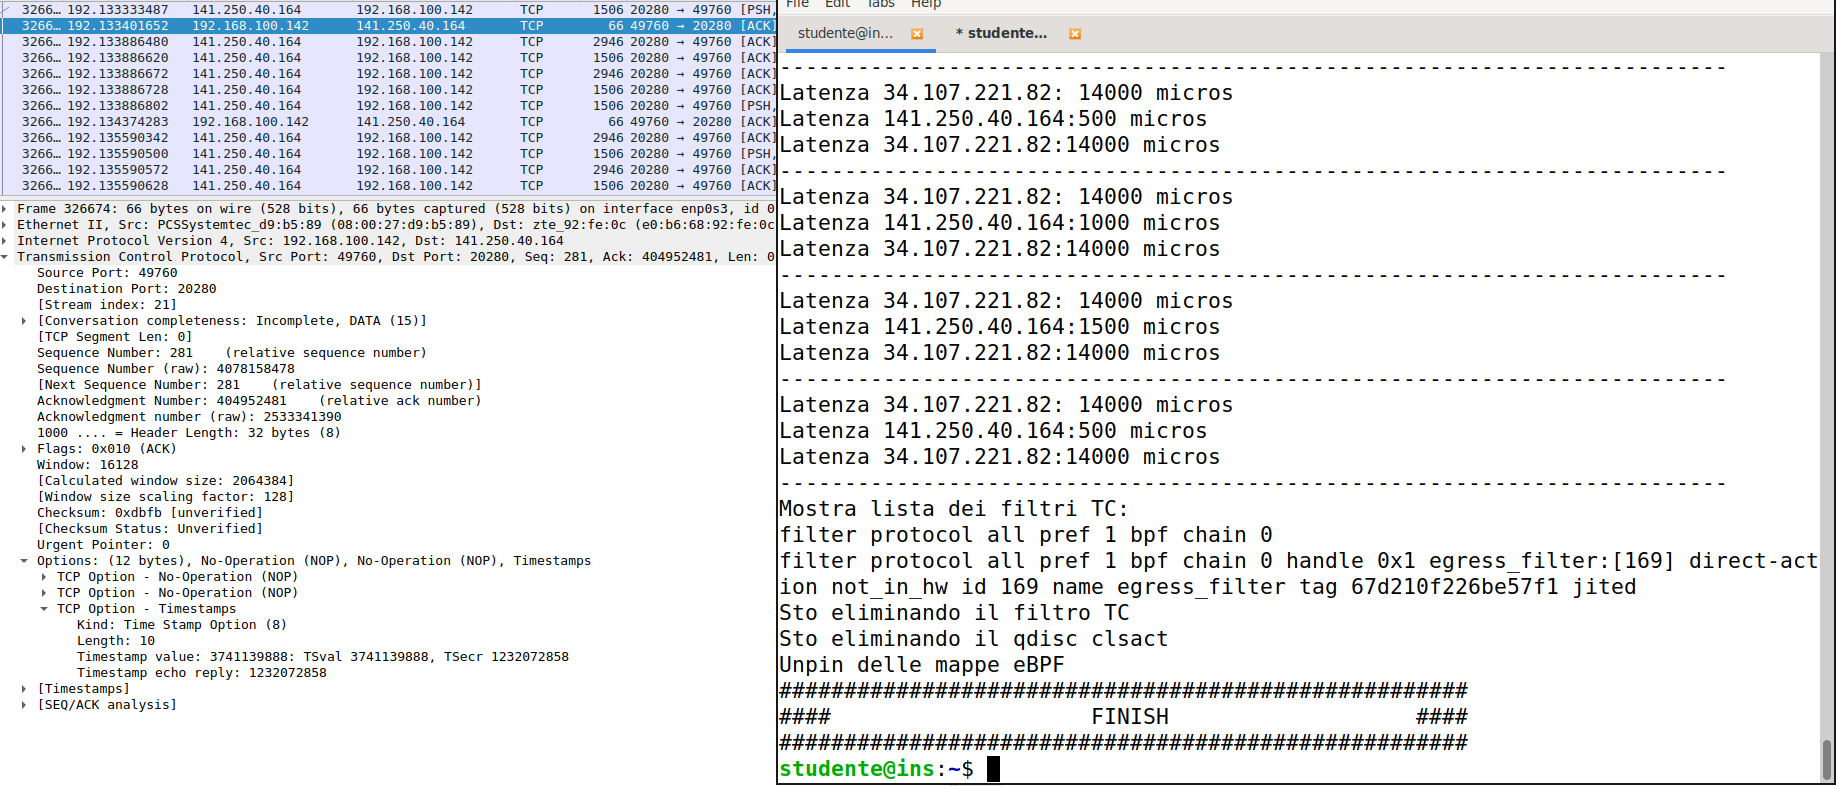 3266… 192.133333487 141.250.40.164 192.168.100.142 TCP 1506 20280 → 49760 [PSH,
3266… 192.133401652 192.168.100.142 141.250.40.164 TCP 66 49760 → 20280 [ACK]
3266… 192.133886480 141.250.40.164 192.168.100.142 TCP 2946 20280 → 49760 [ACK]
3266… 192.133886620 141.250.40.164 192.168.100.142 TCP 1506 20280 → 49760 [ACK]
3266… 192.133886672 141.250.40.164 192.168.100.142 TCP 2946 20280 → 49760 [ACK]
3266… 192.133886728 141.250.40.164 192.168.100.142 TCP 1506 20280 → 49760 [ACK]
3266… 192.133886802 141.250.40.164 192.168.100.142 TCP 1506 20280 → 49760 [PSH,
3266… 192.134374283 192.168.100.142 141.250.40.164 TCP 66 49760 → 20280 [ACK]
3266… 192.135590342 141.250.40.164 192.168.100.142 TCP 2946 20280 → 49760 [ACK]
3266… 192.135590500 141.250.40.164 192.168.100.142 TCP 1506 20280 → 49760 [PSH,
3266… 192.135590572 141.250.40.164 192.168.100.142 TCP 2946 20280 → 49760 [ACK]
3266… 192.135590628 141.250.40.164 192.168.100.142 TCP 1506 20280 → 49760 [ACK]
Frame 326674: 66 bytes on wire (528 bits), 66 bytes captured (528 bits) on interface enp0s3, id 0
Ethernet II, Src: PCSSystemtec_d9:b5:89 (08:00:27:d9:b5:89), Dst: zte_92:fe:0c (e0:b6:68:92:fe:0c
Internet Protocol Version 4, Src: 192.168.100.142, Dst: 141.250.40.164
Transmission Control Protocol, Src Port: 49760, Dst Port: 20280, Seq: 281, Ack: 404952481, Len: 0
Source Port: 49760
Destination Port: 20280
[Stream index: 21]
[Conversation completeness: Incomplete, DATA (15)]
[TCP Segment Len: 0]
Sequence Number: 281 (relative sequence number)
Sequence Number (raw): 4078158478
[Next Sequence Number: 281 (relative sequence number)]
Acknowledgment Number: 404952481 (relative ack number)
Acknowledgment number (raw): 2533341390
1000 .... = Header Length: 32 bytes (8)
Flags: 0x010 (ACK)
Window: 16128
[Calculated window size: 2064384]
[Window size scaling factor: 128]
Checksum: 0xdbfb [unverified]
[Checksum Status: Unverified]
Urgent Pointer: 0
Options: (12 bytes), No-Operation (NOP), No-Operation (NOP), Timestamps
TCP Option - No-Operation (NOP)
TCP Option - No-Operation (NOP)
TCP Option - Timestamps
Kind: Time Stamp Option (8)
Length: 10
Timestamp value: 3741139888: TSval 3741139888, TSecr 1232072858
Timestamp echo reply: 1232072858
[Timestamps]
[SEQ/ACK analysis]
File Edit Tabs Help
studente@in... * studente...
-------------------------------------------------------------------------
Latenza 34.107.221.82: 14000 micros
Latenza 141.250.40.164:500 micros
Latenza 34.107.221.82:14000 micros
-------------------------------------------------------------------------
Latenza 34.107.221.82: 14000 micros
Latenza 141.250.40.164:1000 micros
Latenza 34.107.221.82:14000 micros
-------------------------------------------------------------------------
Latenza 34.107.221.82: 14000 micros
Latenza 141.250.40.164:1500 micros
Latenza 34.107.221.82:14000 micros
-------------------------------------------------------------------------
Latenza 34.107.221.82: 14000 micros
Latenza 141.250.40.164:500 micros
Latenza 34.107.221.82:14000 micros
-------------------------------------------------------------------------
Mostra lista dei filtri TC:
filter protocol all pref 1 bpf chain 0
filter protocol all pref 1 bpf chain 0 handle 0x1 egress_filter:[169] direct-act
ion not_in_hw id 169 name egress_filter tag 67d210f226be57f1 jited
Sto eliminando il filtro TC
Sto eliminando il qdisc clsact
Unpin delle mappe eBPF
#####################################################
#### FINISH ####
#####################################################
studente@ins:~$